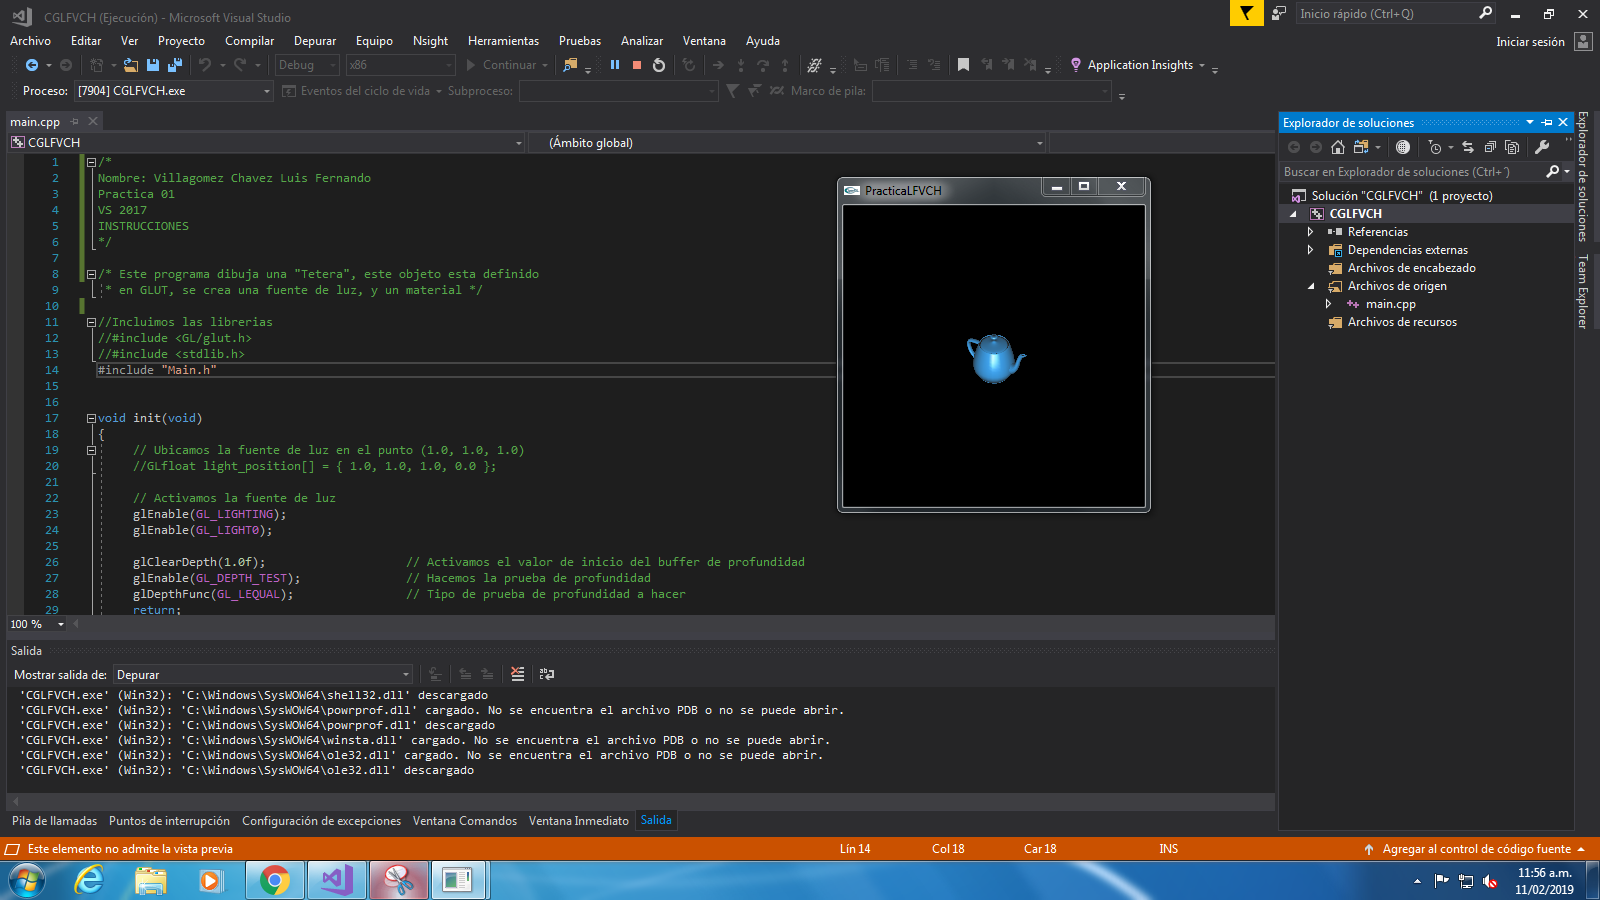 CGLFVCH (Ejecución) - Microsoft Visual Studio
Inicio rápido (Ctrl+Q)
Archivo Editar Ver Proyecto Compilar Depurar Equipo Nsight Herramientas Pruebas Analizar Ventana Ayuda
Iniciar sesión
Debug x86 Continuar Application Insights
Proceso: [7904] CGLFVCH.exe Eventos del ciclo de vida Subproceso: Marco de pila:
main.cpp
CGLFVCH (Ámbito global)
1 /*
2 Nombre: Villagomez Chavez Luis Fernando
3 Practica 01
4 VS 2017
5 INSTRUCCIONES
6 */
7
8 /* Este programa dibuja una "Tetera", este objeto esta definido
9 * en GLUT, se crea una fuente de luz, y un material */
10
11 //Incluimos las librerias
12 //#include <GL/glut.h>
13 //#include <stdlib.h>
14 #include "Main.h"
15
16
17 void init(void)
18 {
19 // Ubicamos la fuente de luz en el punto (1.0, 1.0, 1.0)
20 //GLfloat light_position[] = { 1.0, 1.0, 1.0, 0.0 };
21
22 // Activamos la fuente de luz
23 glEnable(GL_LIGHTING);
24 glEnable(GL_LIGHT0);
25
26 glClearDepth(1.0f); // Activamos el valor de inicio del buffer de profundidad
27 glEnable(GL_DEPTH_TEST); // Hacemos la prueba de profundidad
28 glDepthFunc(GL_LEQUAL); // Tipo de prueba de profundidad a hacer
29 return;
100 %
PracticaLFVCH
Explorador de soluciones
Buscar en Explorador de soluciones (Ctrl+´)
Solución "CGLFVCH" (1 proyecto)
CGLFVCH
Referencias
Dependencias externas
Archivos de encabezado
Archivos de origen
main.cpp
Archivos de recursos
Explorador de soluciones
Team Explorer
Salida
Mostrar salida de: Depurar
'CGLFVCH.exe' (Win32): 'C:\Windows\SysWOW64\shell32.dll' descargado
'CGLFVCH.exe' (Win32): 'C:\Windows\SysWOW64\powrprof.dll' cargado. No se encuentra el archivo PDB o no se puede abrir.
'CGLFVCH.exe' (Win32): 'C:\Windows\SysWOW64\powrprof.dll' descargado
'CGLFVCH.exe' (Win32): 'C:\Windows\SysWOW64\winsta.dll' cargado. No se encuentra el archivo PDB o no se puede abrir.
'CGLFVCH.exe' (Win32): 'C:\Windows\SysWOW64\ole32.dll' cargado. No se encuentra el archivo PDB o no se puede abrir.
'CGLFVCH.exe' (Win32): 'C:\Windows\SysWOW64\ole32.dll' descargado
Pila de llamadas Puntos de interrupción Configuración de excepciones Ventana Comandos Ventana Inmediato Salida
Este elemento no admite la vista previa Lín 14 Col 18 Car 18 INS Agregar al control de código fuente
11:56 a.m.
11/02/2019